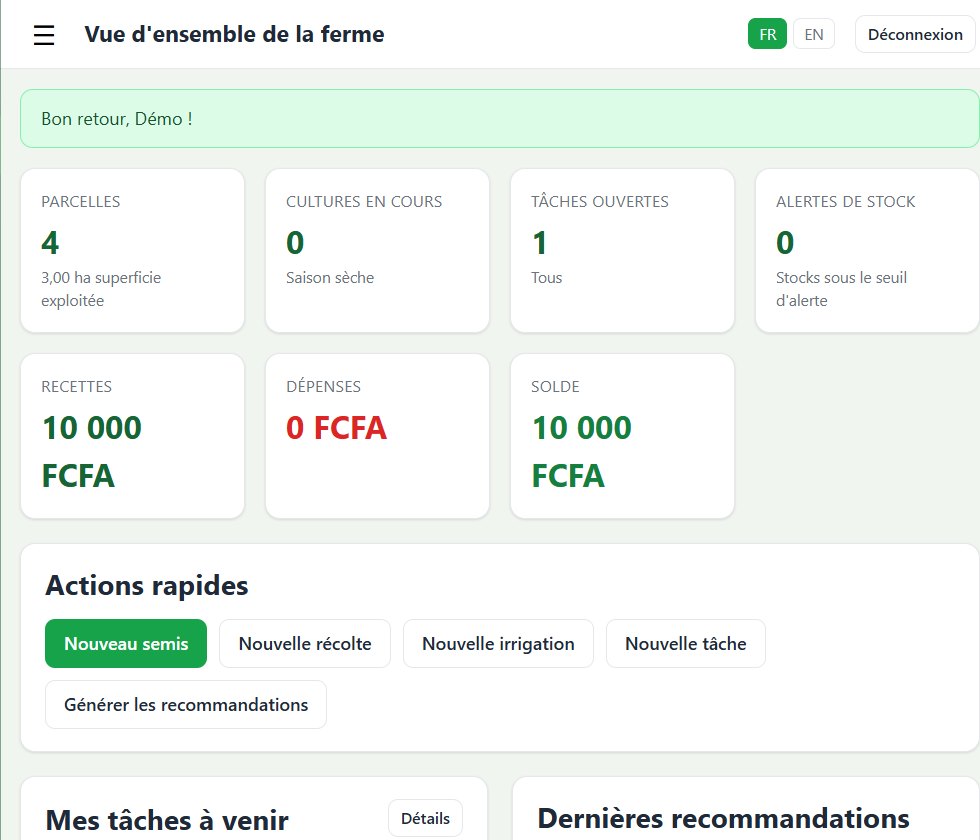 Vue d'ensemble de la ferme
FR
EN
Déconnexion
Bon retour, Démo !
PARCELLES
4
3,00 ha superficie
exploitée
CULTURES EN COURS
0
Saison sèche
TÂCHES OUVERTES
1
Tous
ALERTES DE STOCK
0
Stocks sous le seuil
d'alerte
RECETTES
10 000
FCFA
DÉPENSES
0 FCFA
SOLDE
10 000
FCFA
Actions rapides
Nouveau semis
Nouvelle récolte
Nouvelle irrigation
Nouvelle tâche
Générer les recommandations
Mes tâches à venir
Détails
Dernières recommandations